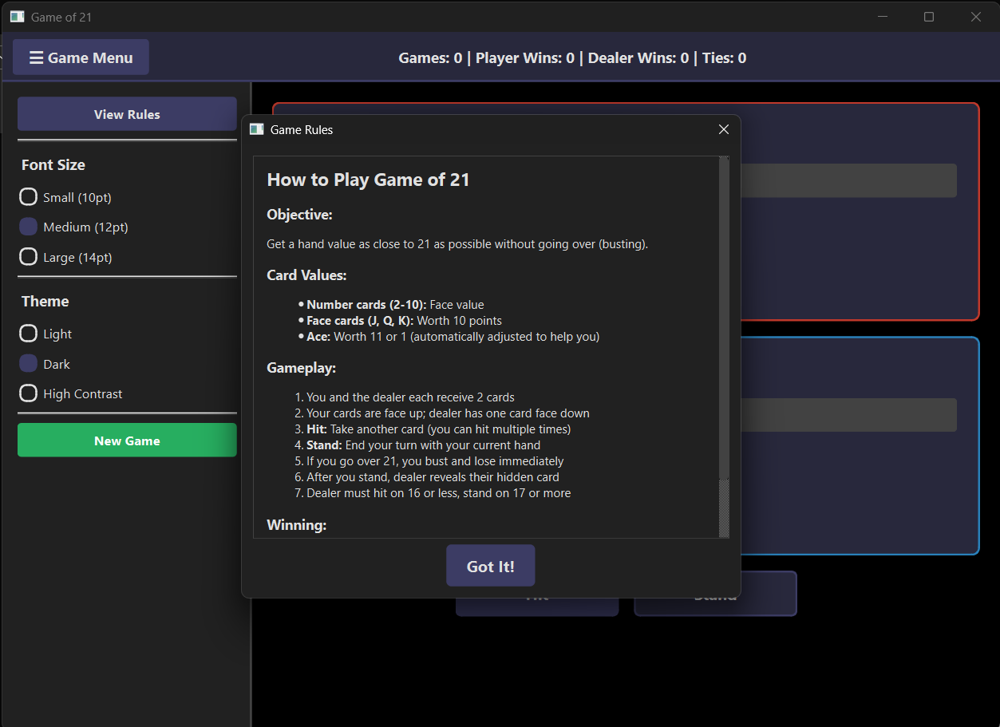 Game of 21
☰ Game Menu
Games: 0 | Player Wins: 0 | Dealer Wins: 0 | Ties: 0
View Rules
Font Size
Small (10pt)
Medium (12pt)
Large (14pt)
Theme
Light
Dark
High Contrast
New Game
Game Rules
How to Play Game of 21
Objective:
Get a hand value as close to 21 as possible without going over (busting).
Card Values:
• Number cards (2-10): Face value
• Face cards (J, Q, K): Worth 10 points
• Ace: Worth 11 or 1 (automatically adjusted to help you)
Gameplay:
1. You and the dealer each receive 2 cards
2. Your cards are face up; dealer has one card face down
3. Hit: Take another card (you can hit multiple times)
4. Stand: End your turn with your current hand
5. If you go over 21, you bust and lose immediately
6. After you stand, dealer reveals their hidden card
7. Dealer must hit on 16 or less, stand on 17 or more
Winning:
Got It!
Hit
Stand